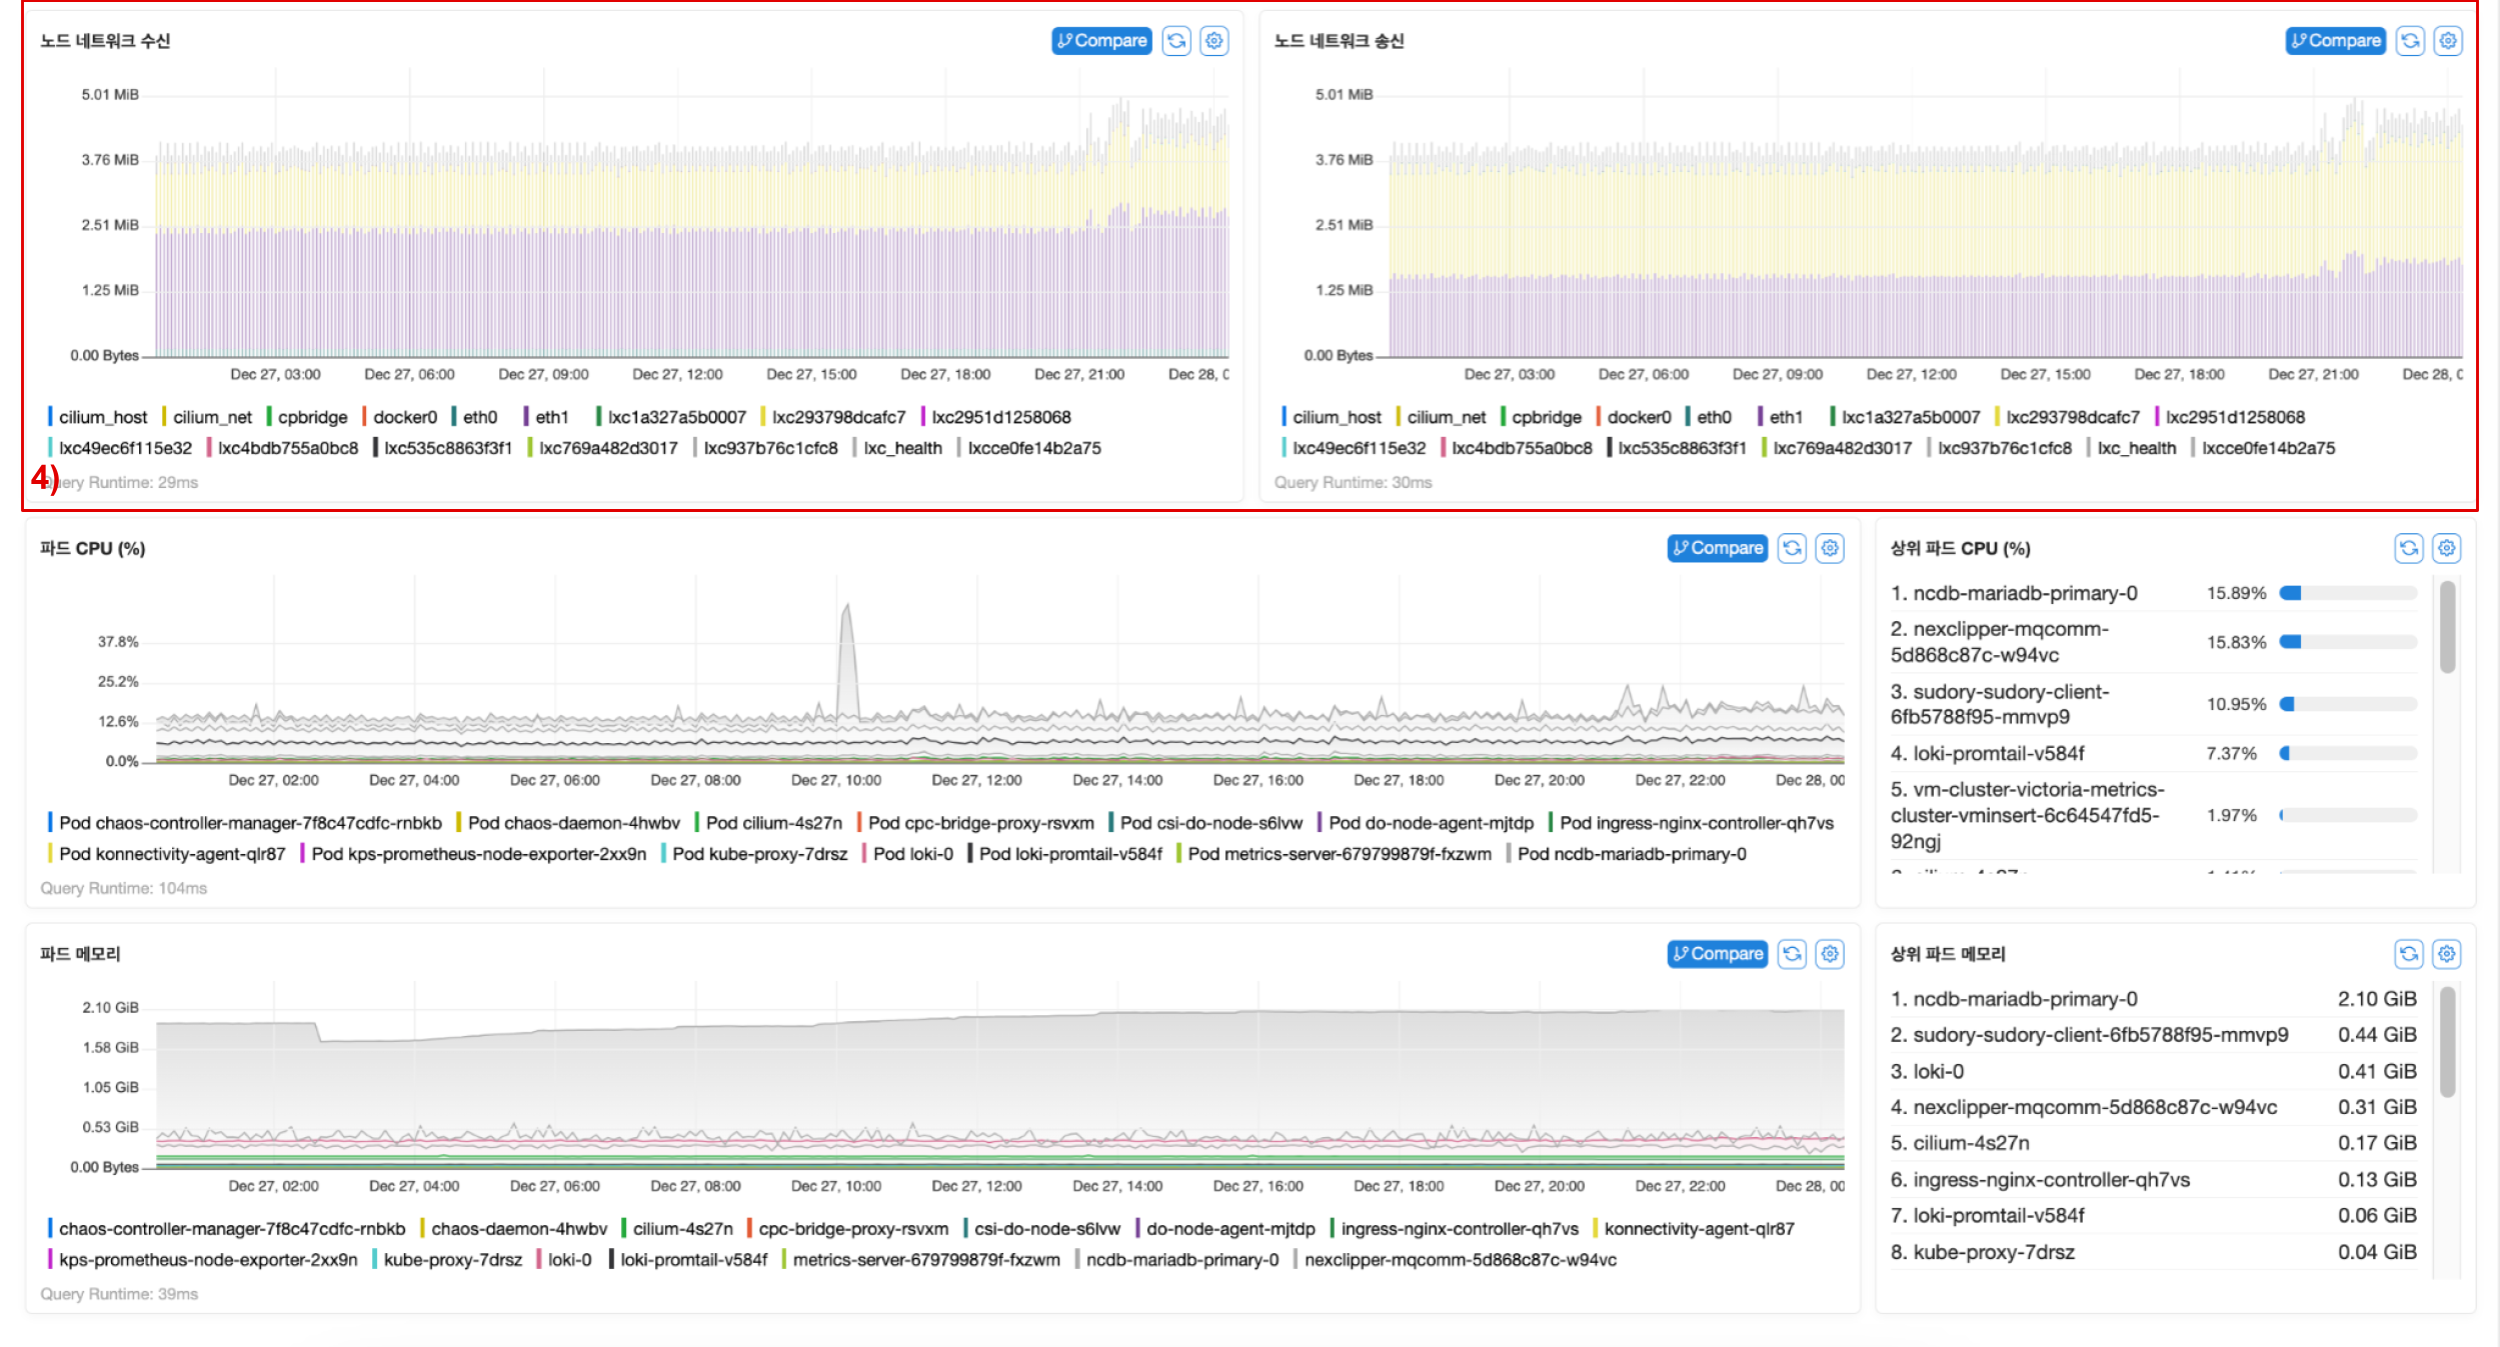 노드 네트워크 수신
Compare
5.01 MiB
3.76 MiB
2.51 MiB
1.25 MiB
0.00 Bytes
Dec 27, 03:00 Dec 27, 06:00 Dec 27, 09:00 Dec 27, 12:00 Dec 27, 15:00 Dec 27, 18:00 Dec 27, 21:00 Dec 28, 0
cilium_host cilium_net cpbridge docker0 eth0 eth1 lxc1a327a5b0007 lxc293798dcafc7 lxc2951d1258068
lxc49ec6f115e32 lxc4bdb755a0bc8 lxc535c8863f3f1 lxc769a482d3017 lxc937b76c1cfc8 lxc_health lxcce0fe14b2a75
4)
ery Runtime: 29ms
노드 네트워크 송신
Compare
5.01 MiB
3.76 MiB
2.51 MiB
1.25 MiB
0.00 Bytes
Dec 27, 03:00 Dec 27, 06:00 Dec 27, 09:00 Dec 27, 12:00 Dec 27, 15:00 Dec 27, 18:00 Dec 27, 21:00 Dec 28, 0
cilium_host cilium_net cpbridge docker0 eth0 eth1 lxc1a327a5b0007 lxc293798dcafc7 lxc2951d1258068
lxc49ec6f115e32 lxc4bdb755a0bc8 lxc535c8863f3f1 lxc769a482d3017 lxc937b76c1cfc8 lxc_health lxcce0fe14b2a75
Query Runtime: 30ms
파드 CPU (%)
Compare
37.8%
25.2%
12.6%
0.0%
Dec 27, 02:00 Dec 27, 04:00 Dec 27, 06:00 Dec 27, 08:00 Dec 27, 10:00 Dec 27, 12:00 Dec 27, 14:00 Dec 27, 16:00 Dec 27, 18:00 Dec 27, 20:00 Dec 27, 22:00 Dec 28, 00
Pod chaos-controller-manager-7f8c47cdfc-rnbkb Pod chaos-daemon-4hwbv Pod cilium-4s27n Pod cpc-bridge-proxy-rsvxm Pod csi-do-node-s6lvw Pod do-node-agent-mjtdp Pod ingress-nginx-controller-qh7vs
Pod konnectivity-agent-qlr87 Pod kps-prometheus-node-exporter-2xx9n Pod kube-proxy-7drsz Pod loki-0 Pod loki-promtail-v584f Pod metrics-server-679799879f-fxzwm Pod ncdb-mariadb-primary-0
Query Runtime: 104ms
상위 파드 CPU (%)
1. ncdb-mariadb-primary-0 15.89%
2. nexclipper-mqcomm-
5d868c87c-w94vc 15.83%
3. sudory-sudory-client-
6fb5788f95-mmvp9 10.95%
4. loki-promtail-v584f 7.37%
5. vm-cluster-victoria-metrics-
cluster-vminsert-6c64547fd5- 1.97%
92ngj
파드 메모리
Compare
2.10 GiB
1.58 GiB
1.05 GiB
0.53 GiB
0.00 Bytes
Dec 27, 02:00 Dec 27, 04:00 Dec 27, 06:00 Dec 27, 08:00 Dec 27, 10:00 Dec 27, 12:00 Dec 27, 14:00 Dec 27, 16:00 Dec 27, 18:00 Dec 27, 20:00 Dec 27, 22:00 Dec 28, 00
chaos-controller-manager-7f8c47cdfc-rnbkb chaos-daemon-4hwbv cilium-4s27n cpc-bridge-proxy-rsvxm csi-do-node-s6lvw do-node-agent-mjtdp ingress-nginx-controller-qh7vs konnectivity-agent-qlr87
kps-prometheus-node-exporter-2xx9n kube-proxy-7drsz loki-0 loki-promtail-v584f metrics-server-679799879f-fxzwm ncdb-mariadb-primary-0 nexclipper-mqcomm-5d868c87c-w94vc
Query Runtime: 39ms
상위 파드 메모리
1. ncdb-mariadb-primary-0 2.10 GiB
2. sudory-sudory-client-6fb5788f95-mmvp9 0.44 GiB
3. loki-0 0.41 GiB
4. nexclipper-mqcomm-5d868c87c-w94vc 0.31 GiB
5. cilium-4s27n 0.17 GiB
6. ingress-nginx-controller-qh7vs 0.13 GiB
7. loki-promtail-v584f 0.06 GiB
8. kube-proxy-7drsz 0.04 GiB